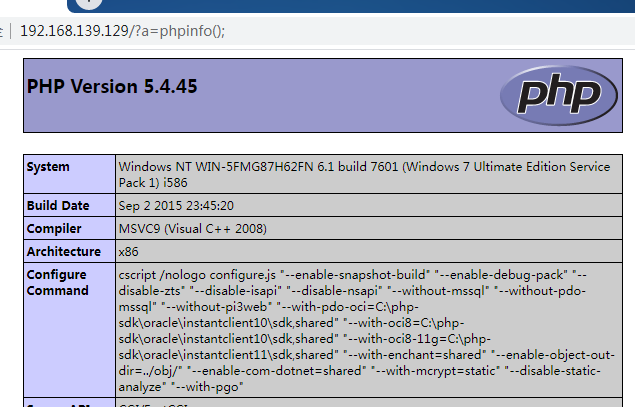 192.168.139.129/?a=phpinfo();
PHP Version 5.4.45
php
System
Windows NT WIN-5FMG87H62FN 6.1 build 7601 (Windows 7 Ultimate Edition Service
Pack 1) i586
Build Date
Sep 2 2015 23:45:20
Compiler
MSVC9 (Visual C++ 2008)
Architecture
x86
Configure
Command
cscript /nologo configure.js "--enable-snapshot-build" "--enable-debug-pack" "--
disable-zts" "--disable-isapi" "--disable-nsapi" "--without-mssql" "--without-pdo-
mssql" "--without-pi3web" "--with-pdo-oci=C:\php-
sdk\oracle\instantclient10\sdk,shared" "--with-oci8=C:\php-
sdk\oracle\instantclient10\sdk,shared" "--with-oci8-11g=C:\php-
sdk\oracle\instantclient11\sdk,shared" "--with-enchant=shared" "--enable-object-out-
dir=../obj/" "--enable-com-dotnet=shared" "--with-mcrypt=static" "--disable-static-
analyze" "--with-pgo"